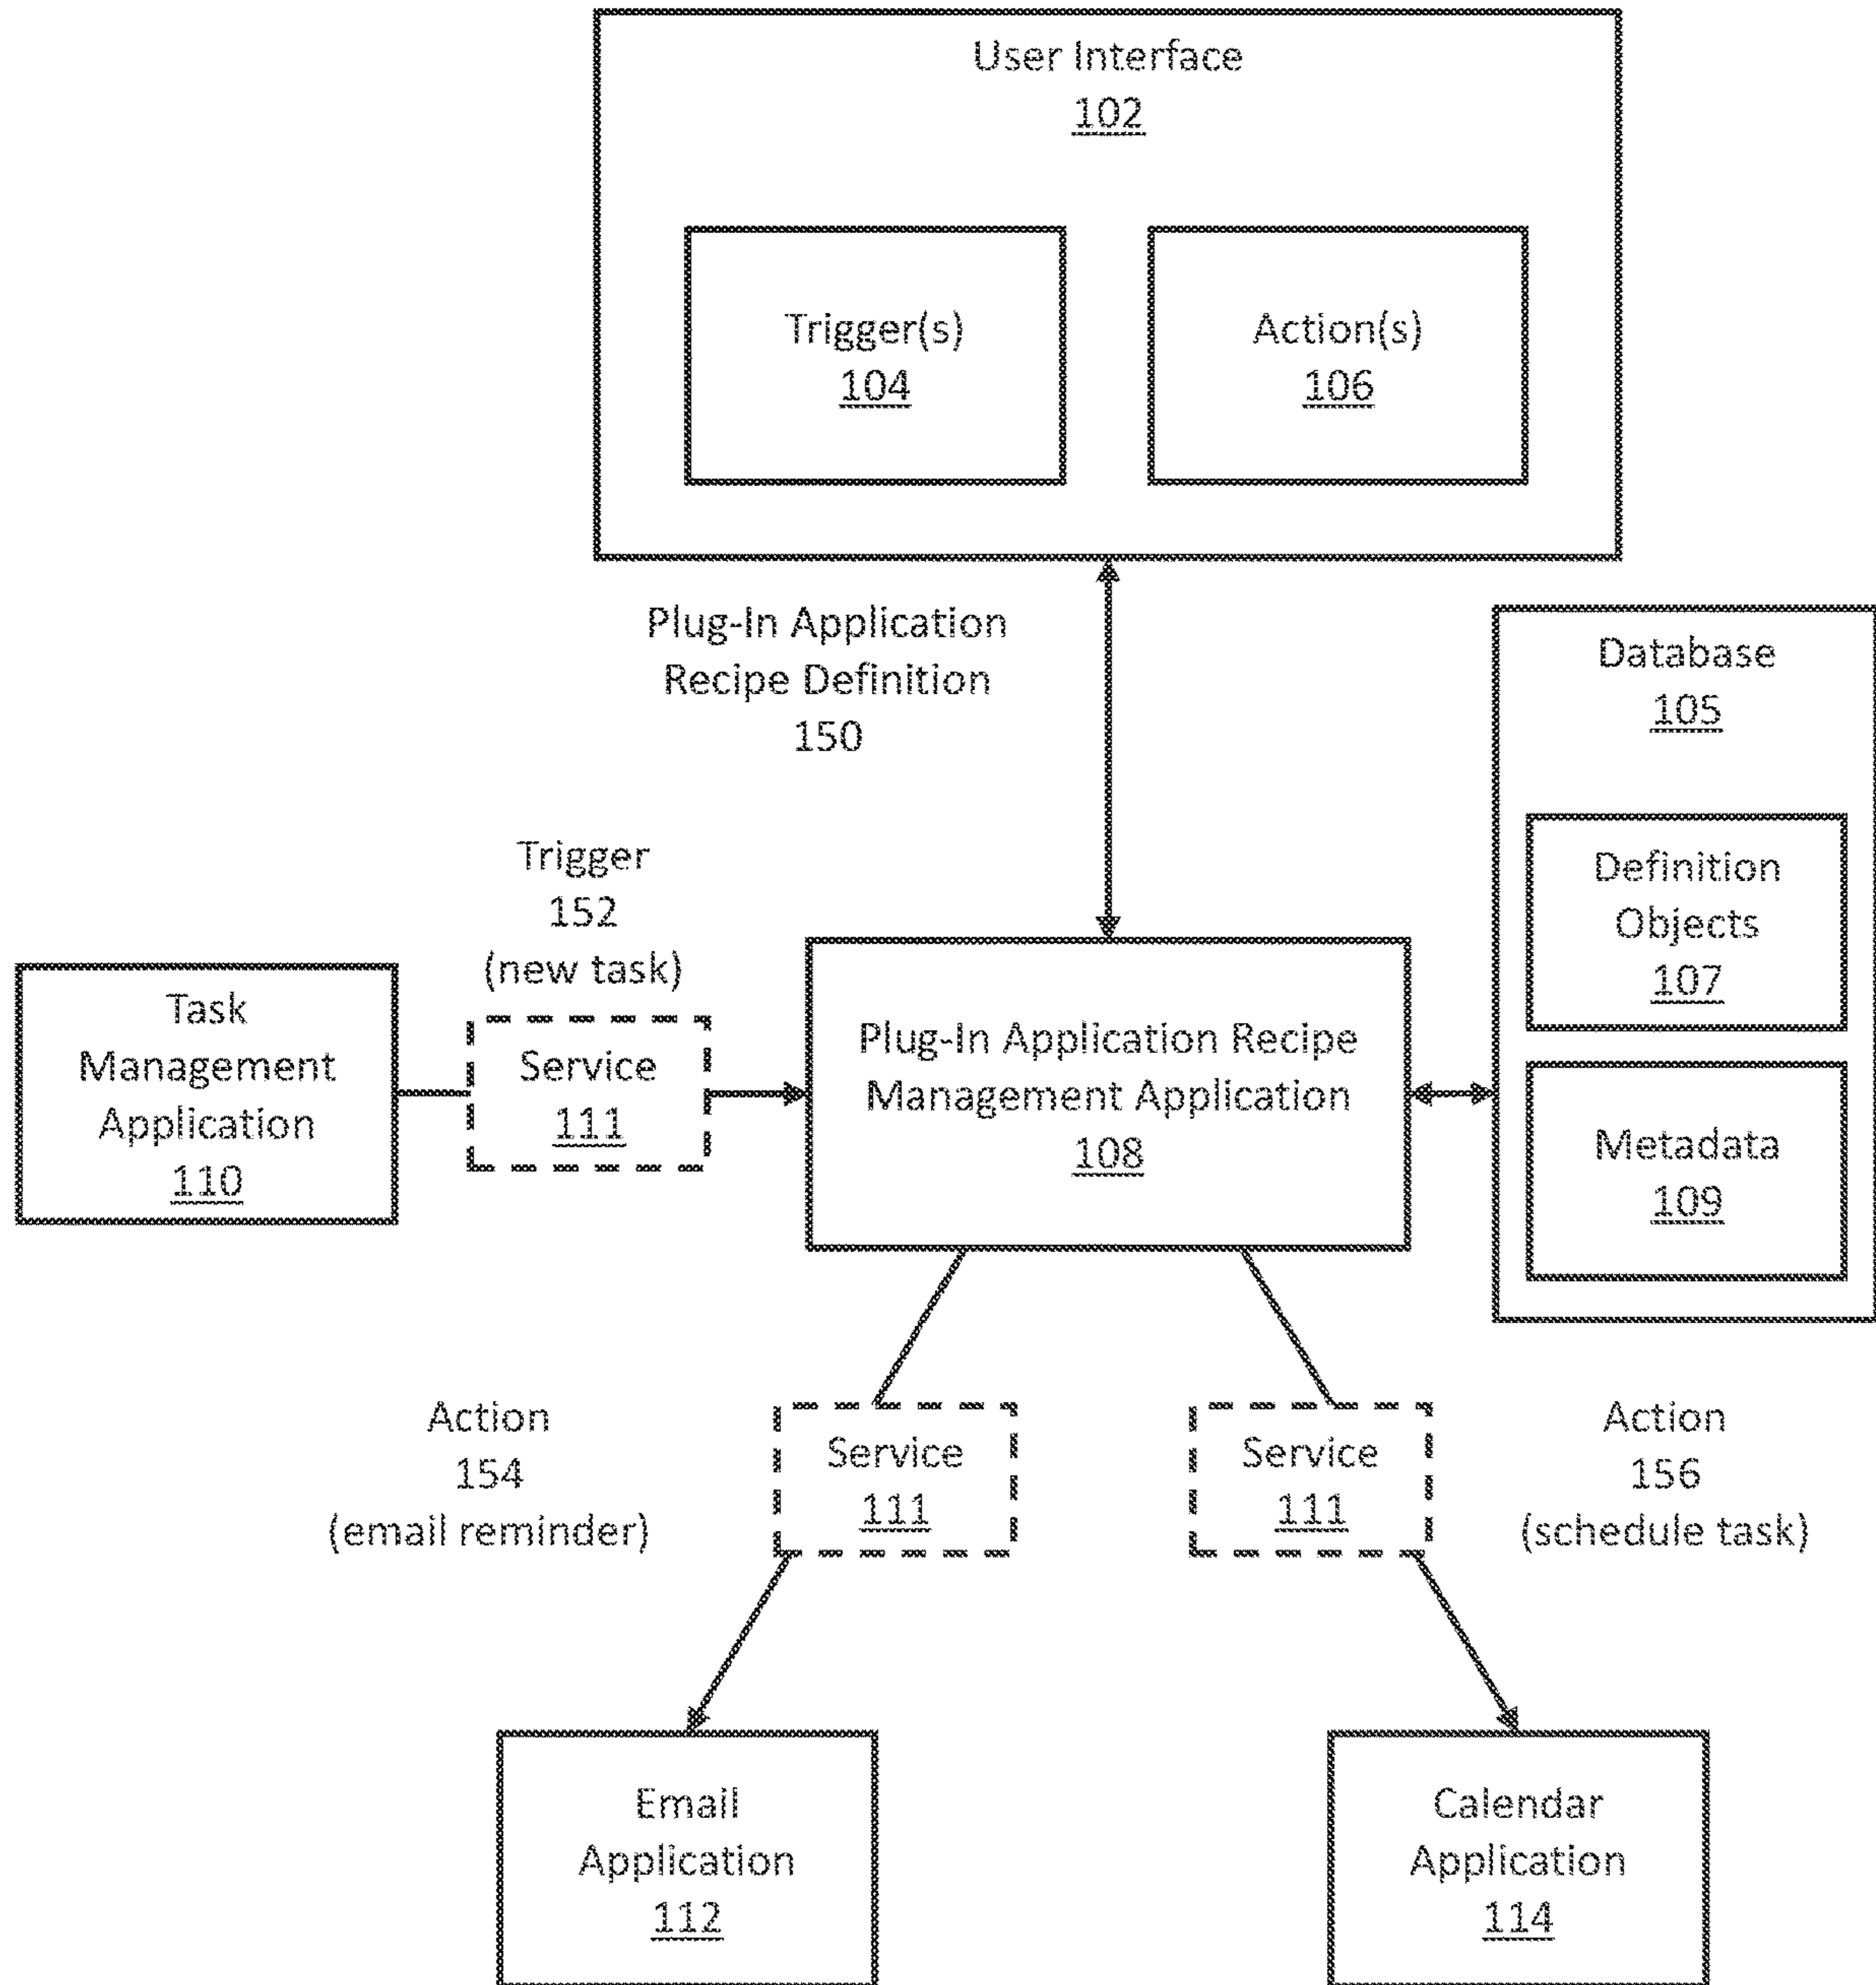 User Interface
102
Trigger(s)
104
Action(s)
106
Plug-In Application
Recipe Definition
150
Database
105
Definition
Objects
107
Metadata
109
Trigger
152
(new task)
Task
Management
Application
110
Service
111
Plug-In Application Recipe
Management Application
108
Action
154
(email reminder)
Service
111
Service
111
Action
156
(schedule task)
Email
Application
112
Calendar
Application
114